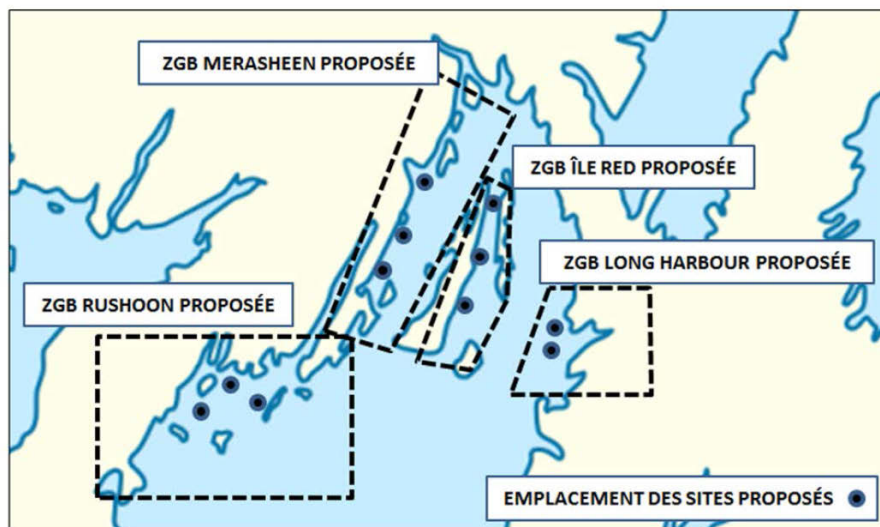 ZGB MERASHEEN PROPOSÉE
ZGB ÎLE RED PROPOSÉE
ZGB LONG HARBOUR PROPOSÉE
ZGB RUSHOON PROPOSÉE
EMPLACEMENT DES SITES PROPOSÉS